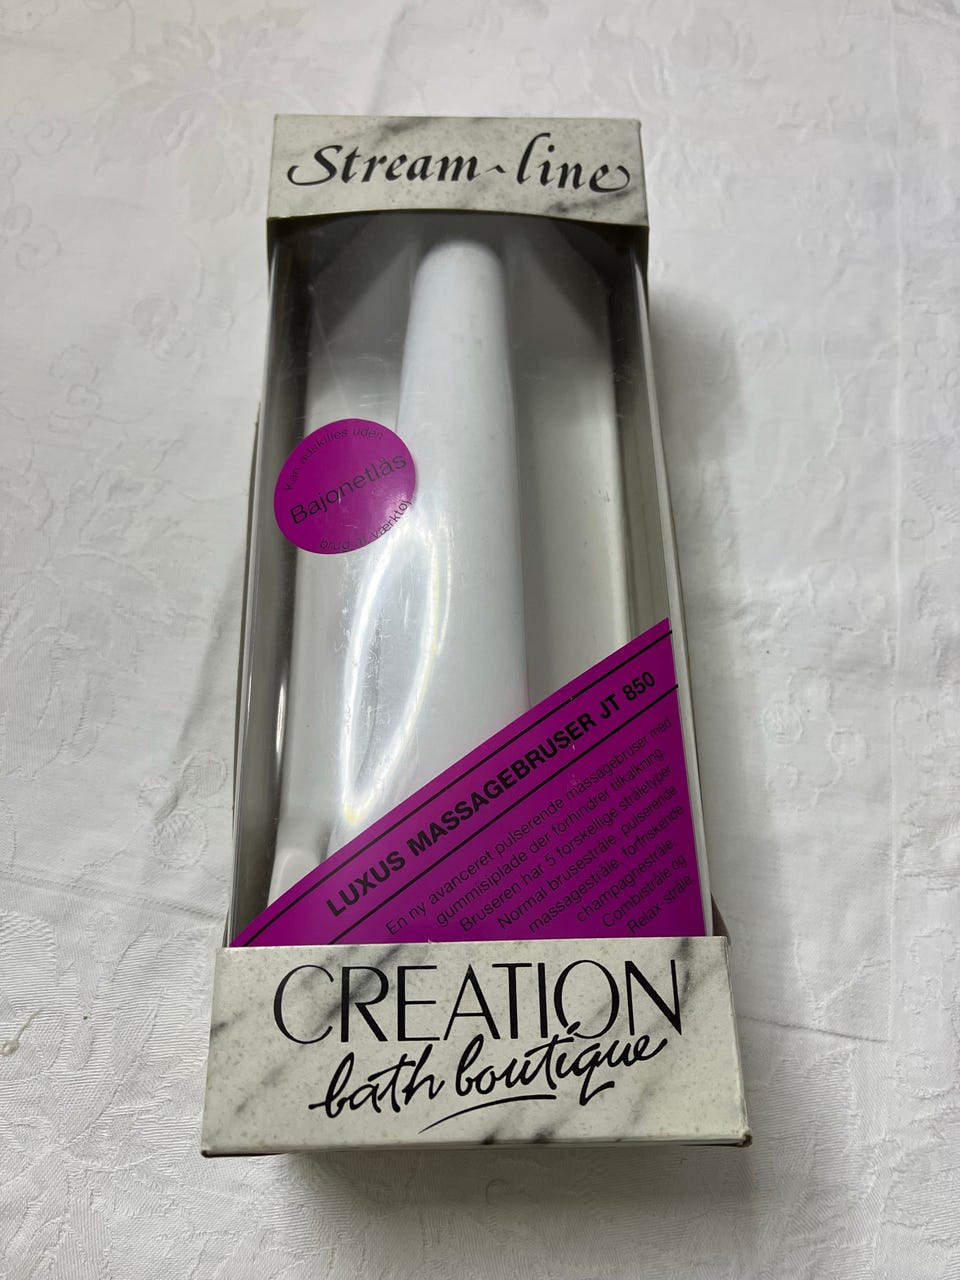 Stream-line
Kan adskilles uden
Bajonetlås
brug af værktøj
LUXUS MASSAGEBRUSER JT 850
En ny avanceret pulserende massagebruser med
gummisiplade der forhindrer tilkalkning.
Bruseren har 5 forskellige stråletyper
Normal brusestråle, pulserende
massagestråle, forfriskende
champagnestråle,
Combistråle og
Relax-stråle
CREATION
bath boutique